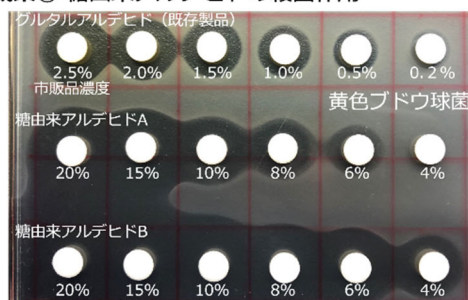 グルタルアルデヒド（既存製品）
2.5% 2.0% 1.5% 1.0% 0.5% 0.2%
市販品濃度
黄色ブドウ球菌
糖由来アルデヒドA
20% 15% 10% 8% 6% 4%
糖由来アルデヒドB
20% 15% 10% 8% 6% 4%